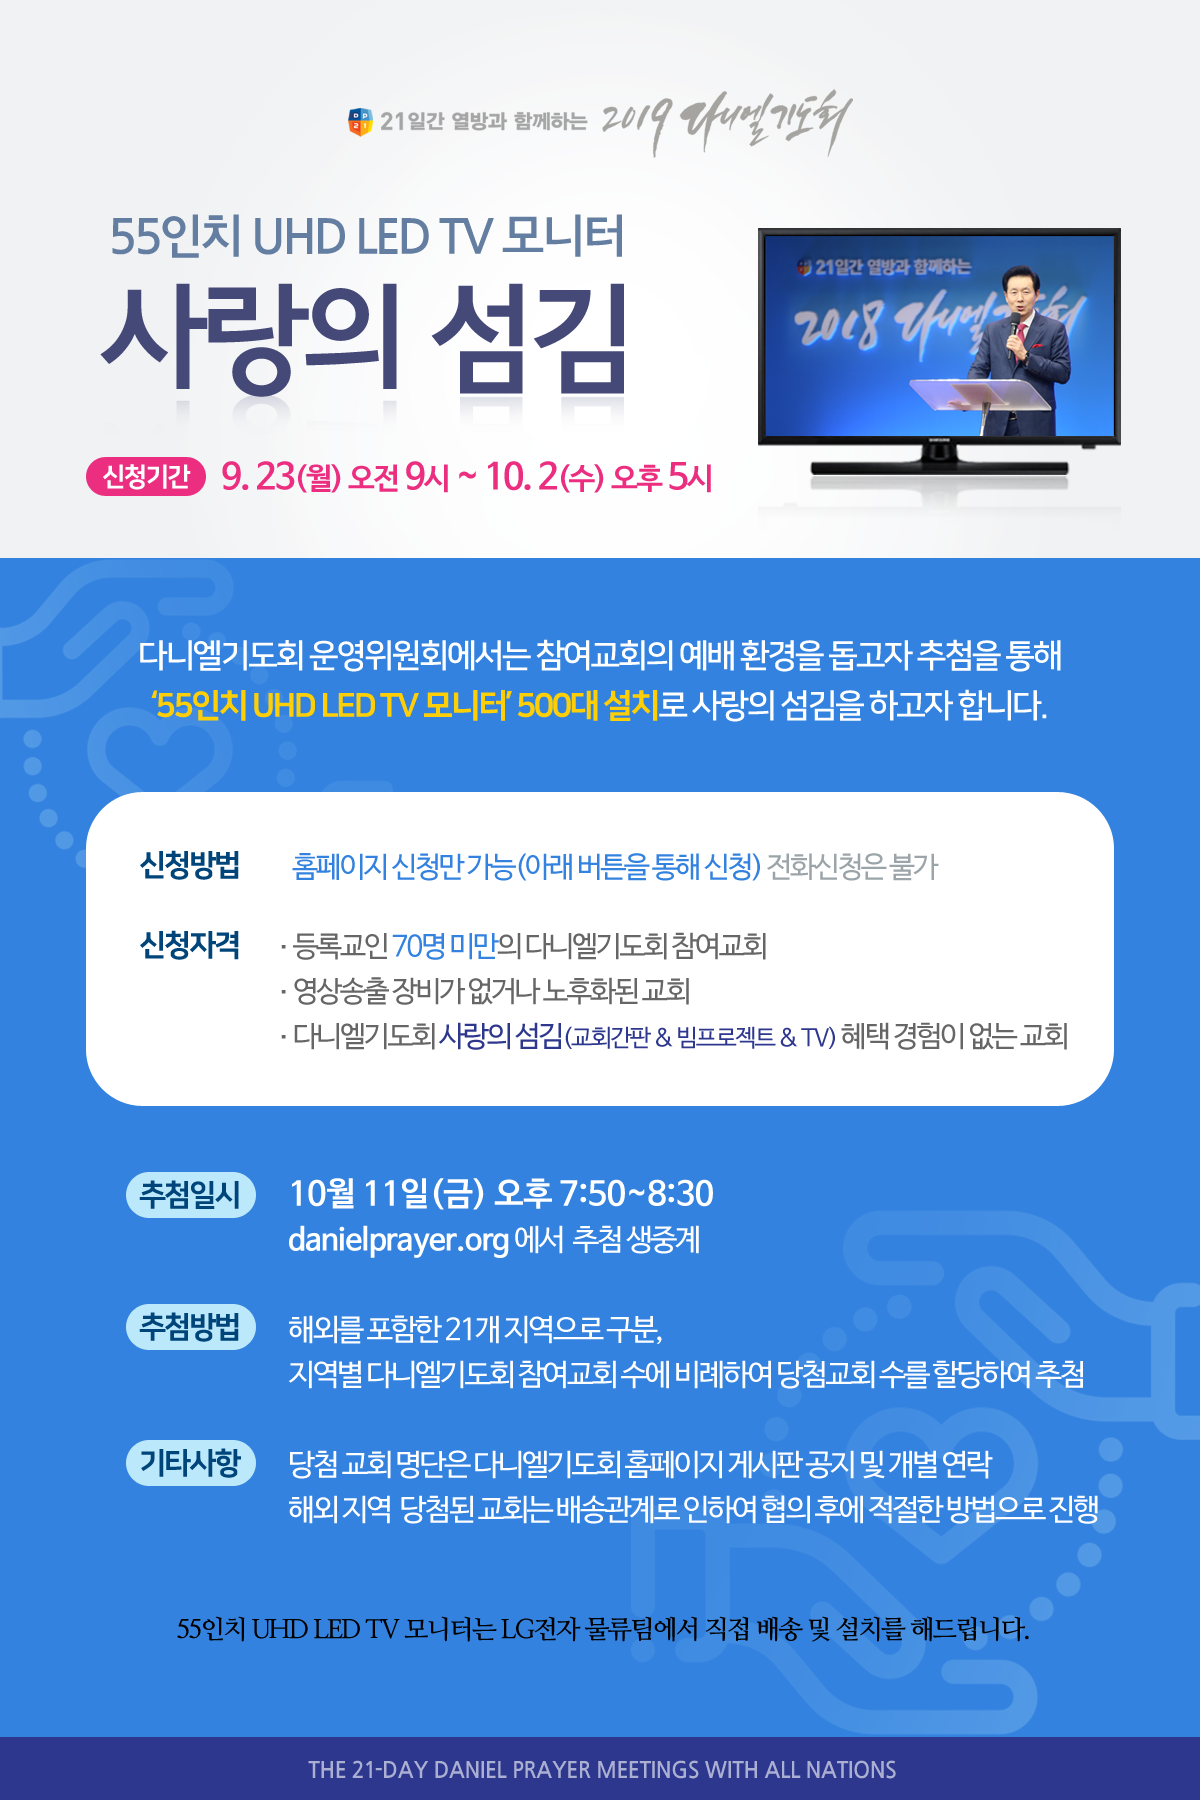 DP 21 21일간 열방과 함께하는 2019 다니엘기도회
55인치 UHD LED TV 모니터
사랑의 섬김
신청기간 9. 23(월) 오전 9시 ~ 10. 2(수) 오후 5시
21일간 열방과 함께하는
2018 다니엘기도회
SAMSUNG
다니엘기도회 운영위원회에서는 참여교회의 예배 환경을 돕고자 추첨을 통해
‘55인치 UHD LED TV 모니터’ 500대 설치로 사랑의 섬김을 하고자 합니다.
신청방법 홈페이지 신청만 가능(아래 버튼을 통해 신청) 전화신청은 불가
신청자격 · 등록교인 70명 미만의 다니엘기도회 참여교회
· 영상송출 장비가 없거나 노후화된 교회
· 다니엘기도회 사랑의 섬김(교회간판 & 빔프로젝트 & TV) 혜택 경험이 없는 교회
추첨일시 10월 11일(금) 오후 7:50~8:30
danielprayer.org 에서 추첨 생중계
추첨방법 해외를 포함한 21개 지역으로 구분,
지역별 다니엘기도회 참여교회 수에 비례하여 당첨교회 수를 할당하여 추첨
기타사항 당첨 교회 명단은 다니엘기도회 홈페이지 게시판 공지 및 개별 연락
해외 지역 당첨된 교회는 배송관계로 인하여 협의 후에 적절한 방법으로 진행
55인치 UHD LED TV 모니터는 LG전자 물류팀에서 직접 배송 및 설치를 해드립니다.
THE 21-DAY DANIEL PRAYER MEETINGS WITH ALL NATIONS